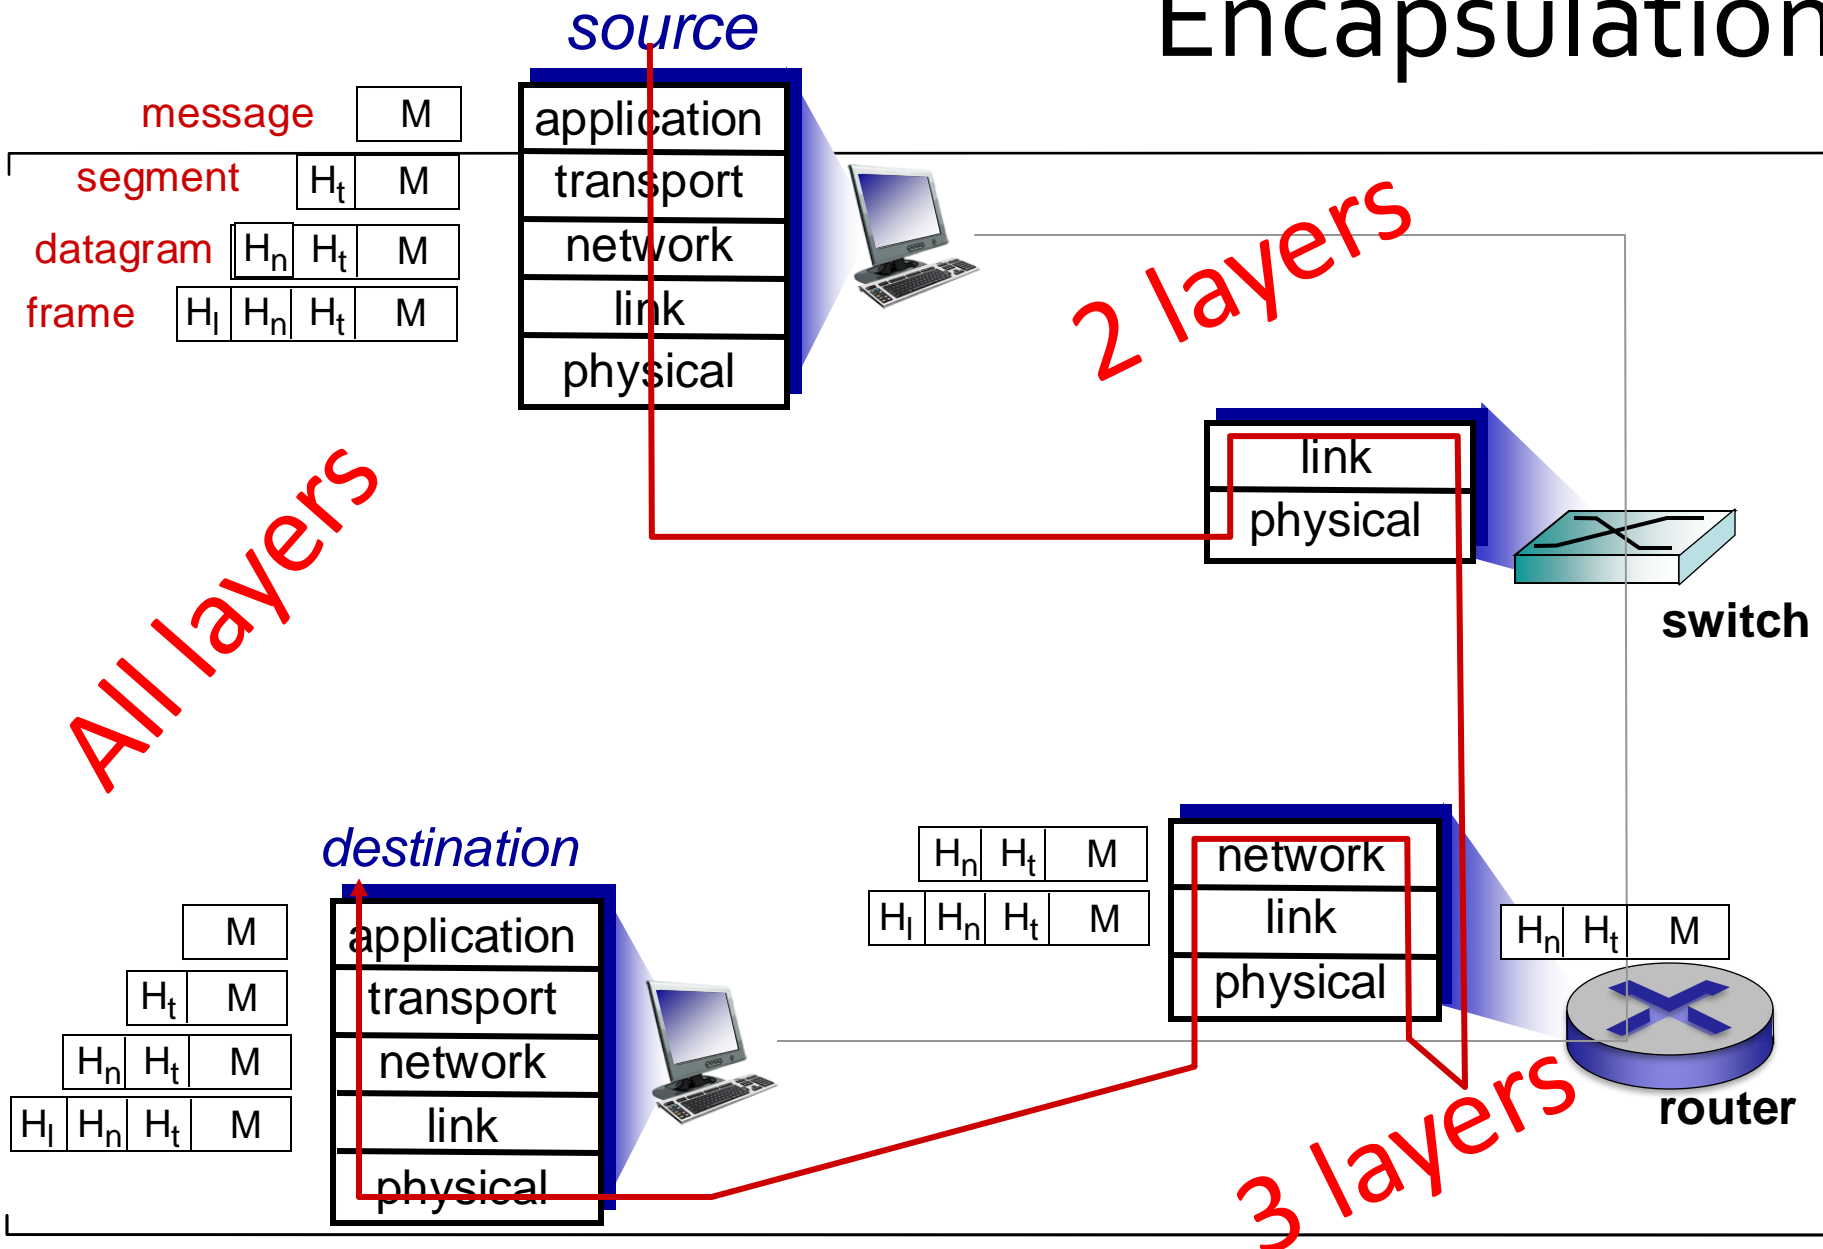 Encapsulation
source
message M
segment Ht M
datagram Hn Ht M
frame Hl Hn Ht M
application
transport
network
link
physical
2 layers
link
physical
switch
All layers
destination
M
Ht M
Hn Ht M
Hl Hn Ht M
application
transport
network
link
physical
Hn Ht M
Hl Hn Ht M
network
link
physical
Hn Ht M
router
3 layers